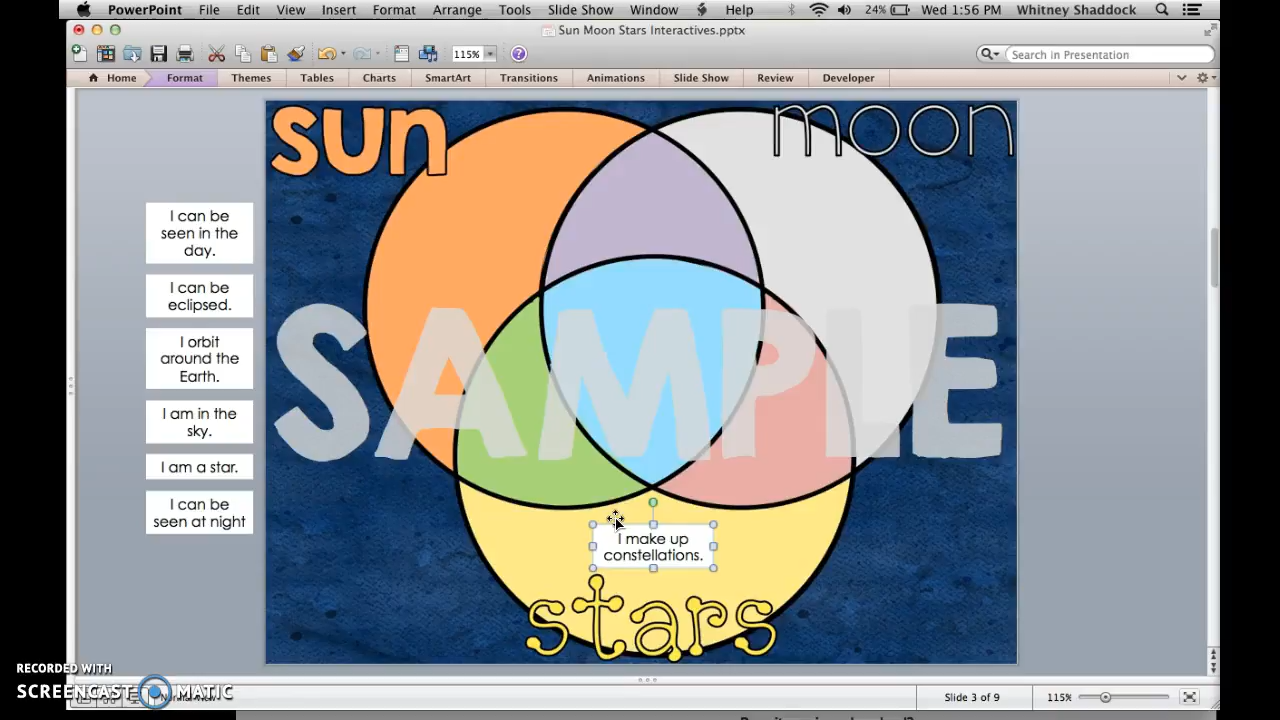 PowerPoint File Edit View Insert Format Arrange Tools Slide Show Window Help 24% Wed 1:56 PM Whitney Shaddock
Sun Moon Stars Interactives.pptx
115% Search in Presentation
Home Format Themes Tables Charts SmartArt Transitions Animations Slide Show Review Developer
sun
moon
I can be
seen in the
day.
I can be
eclipsed.
I orbit
around the
Earth.
I am in the
sky.
I am a star.
I can be
seen at night
SAMPLE
I make up
constellations.
stars
RECORDED WITH
SCREENCAST MATIC
Slide 3 of 9 115%